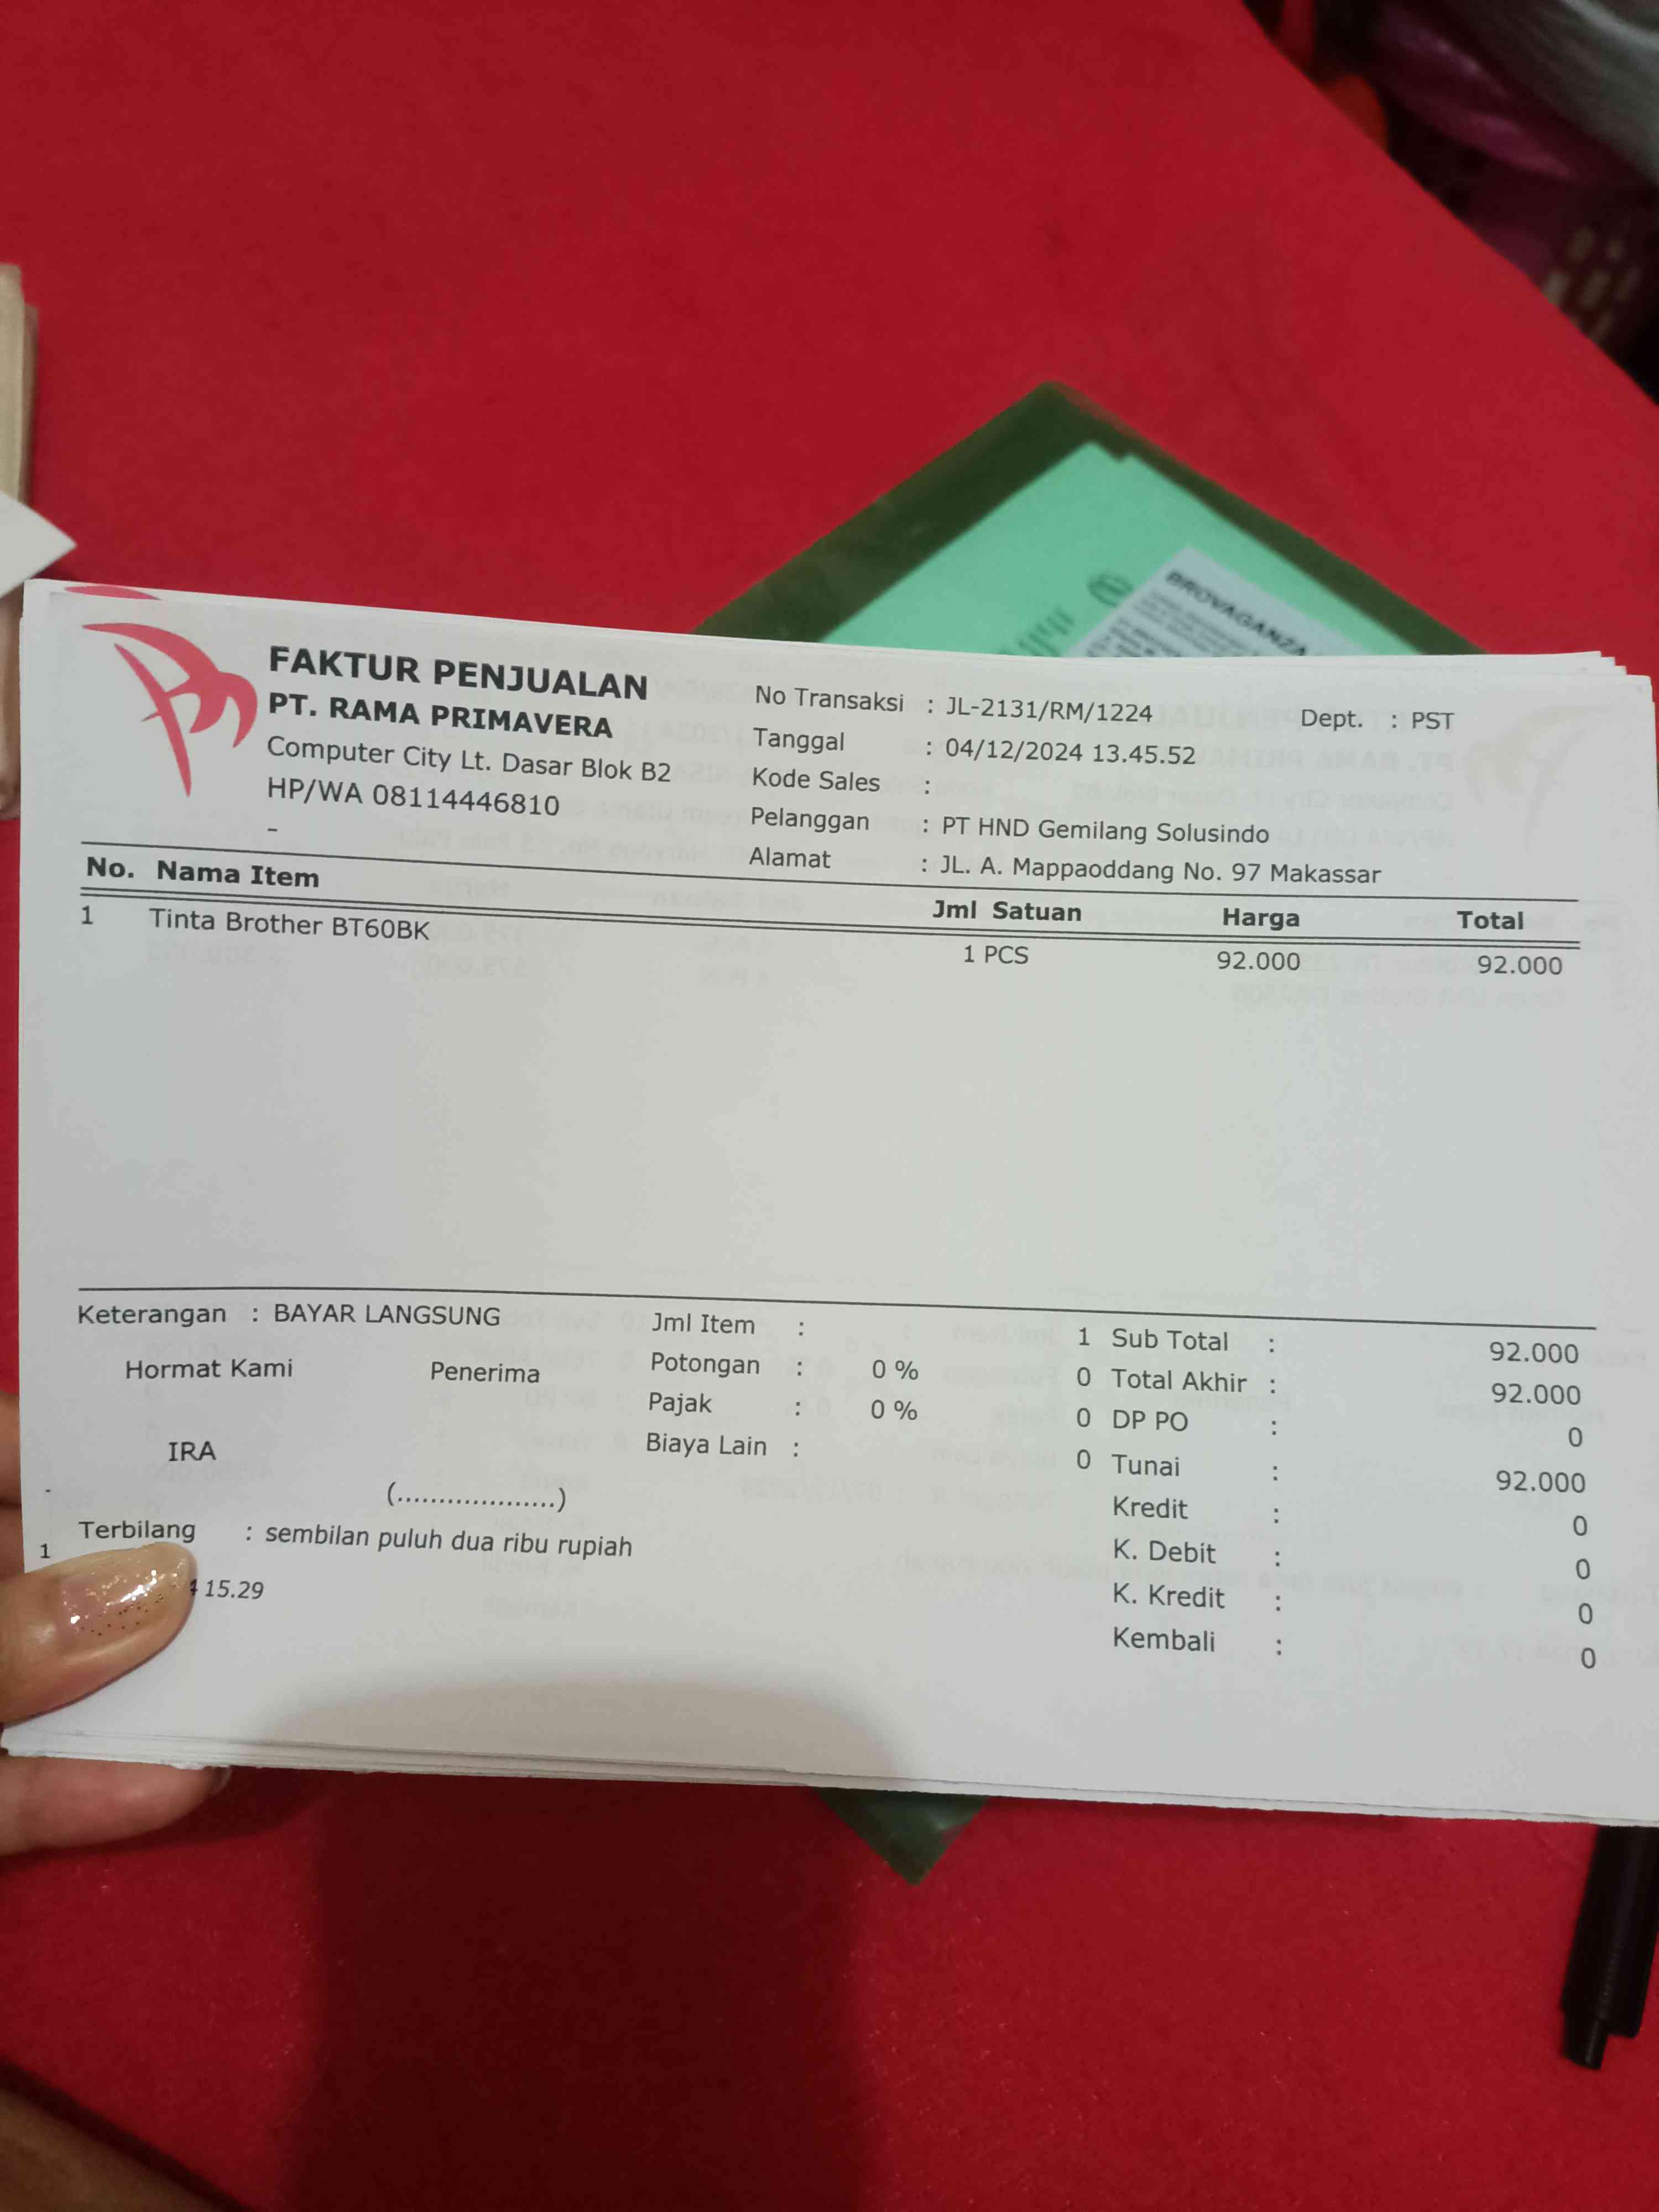 BROVAGANZA
FAKTUR PENJUALAN
PT. RAMA PRIMAVERA
Computer City Lt. Dasar Blok B2
HP/WA 08114446810
-
No Transaksi : JL-2131/RM/1224 Dept. : PST
Tanggal : 04/12/2024 13.45.52
Kode Sales :
Pelanggan : PT HND Gemilang Solusindo
Alamat : JL. A. Mappaoddang No. 97 Makassar
No. Nama Item Jml Satuan Harga Total
1 Tinta Brother BT60BK 1 PCS 92.000 92.000
Keterangan : BAYAR LANGSUNG
Hormat Kami Penerima
IRA
(...................)
-
Terbilang : sembilan puluh dua ribu rupiah
1
15.29
Jml Item : 1
Potongan : 0 % 0
Pajak : 0 % 0
Biaya Lain : 0
Sub Total : 92.000
Total Akhir : 92.000
DP PO : 0
Tunai : 92.000
Kredit : 0
K. Debit : 0
K. Kredit : 0
Kembali : 0